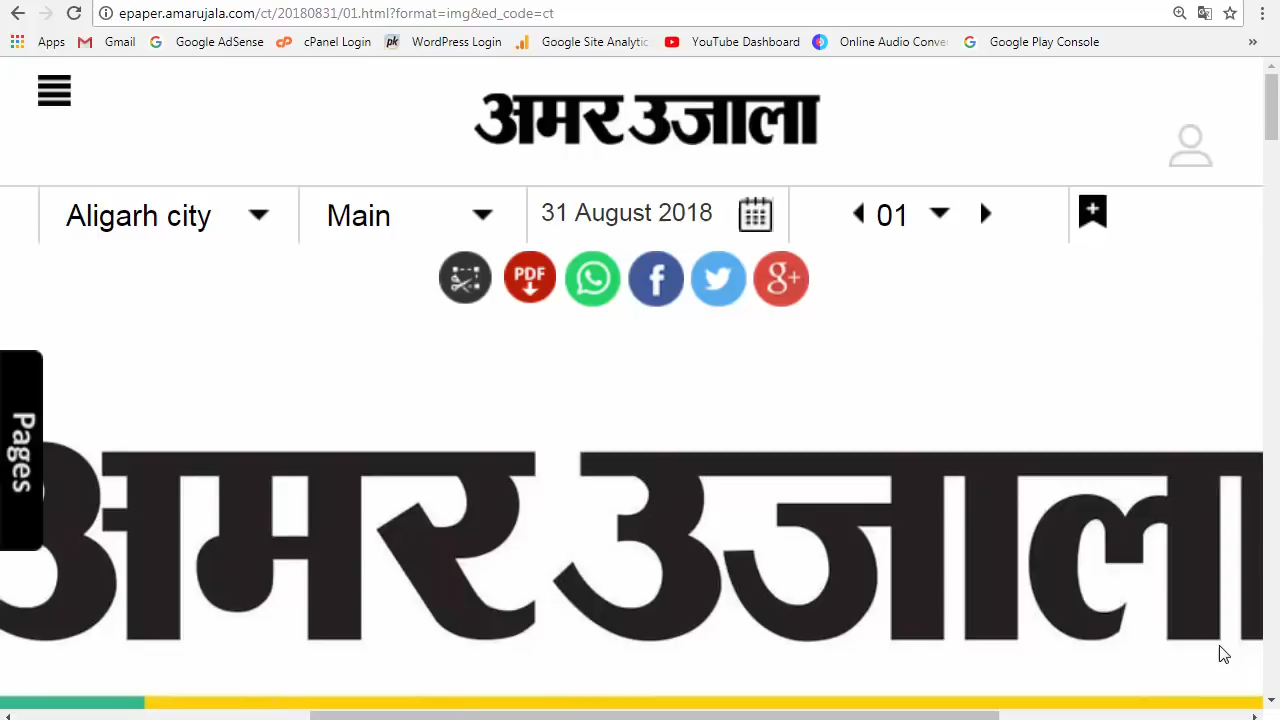 epaper.amarujala.com/ct/20180831/01.html?format=img&ed_code=ct
Apps Gmail Google AdSense cPanel Login WordPress Login Google Site Analytic YouTube Dashboard Online Audio Conve Google Play Console »
अमर उजाला
Aligarh city Main 31 August 2018 01
PDF f g+
Pages
अमर उजाला